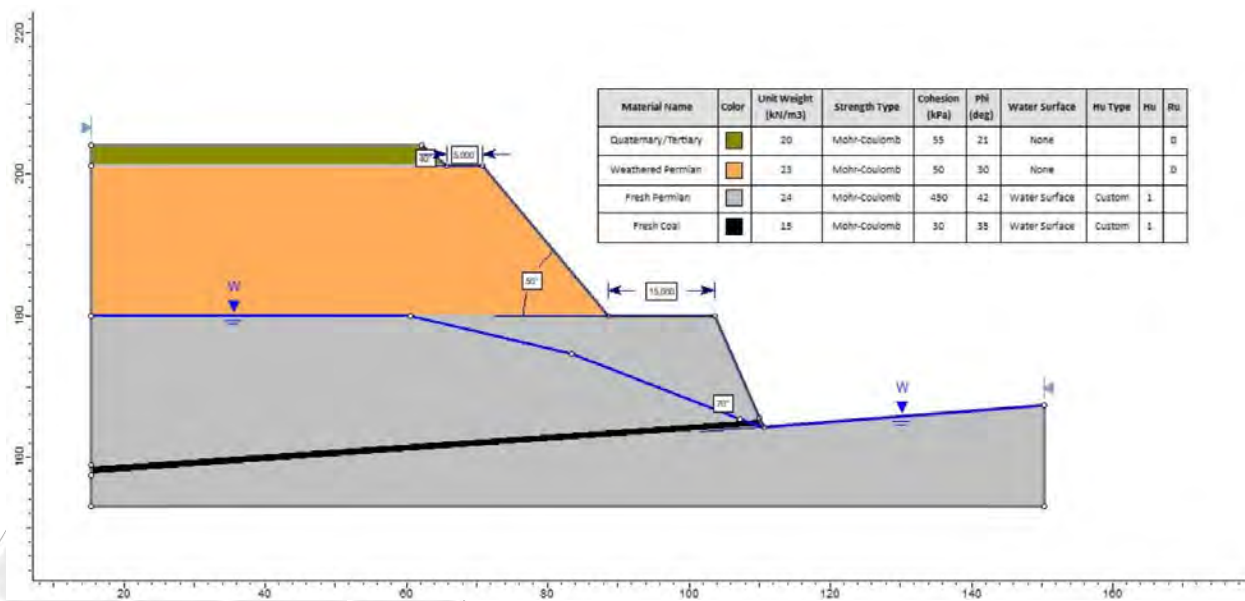 220
200
180
160
20
40
60
80
100
120
140
160
Material Name Color Unit Weight (kN/m3) Strength Type Cohesion (kPa) Phi (deg) Water Surface Hu Type Hu Ru
Quaternary/Tertiary 20 Mohr-Coulomb 55 21 None 0
Weathered Permian 23 Mohr-Coulomb 50 30 None 0
Fresh Permian 24 Mohr-Coulomb 42 Water Surface Custom 1
Fresh Coal 15 Mohr-Coulomb 30 35 Water Surface Custom 1
40°
5.000
50°
15.000
W
70°
W